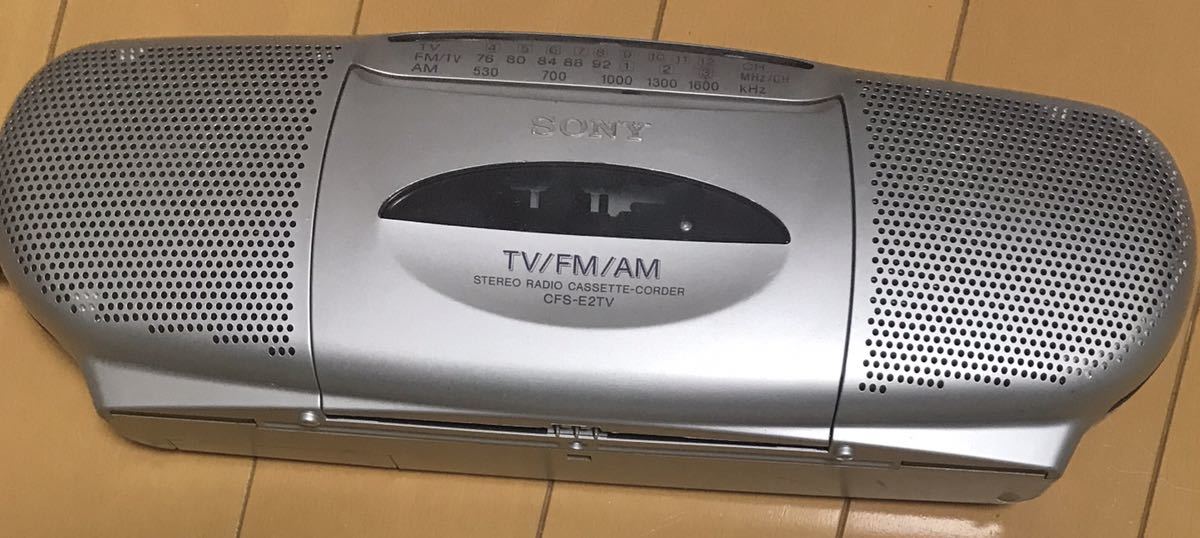 TV 4 5 6 7 8 9 10 11 12 CH
FM/TV 76 80 84 88 92 1 2 3 MHz/CH
AM 530 700 1000 1300 1600 kHz
SONY
TV/FM/AM
STEREO RADIO CASSETTE-CORDER
CFS-E2TV